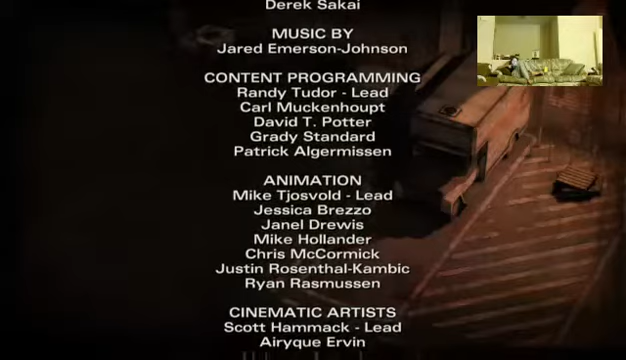 Derek Sakai
MUSIC BY
Jared Emerson-Johnson
CONTENT PROGRAMMING
Randy Tudor - Lead
Carl Muckenhoupt
David T. Potter
Grady Standard
Patrick Algermissen
ANIMATION
Mike Tjosvold - Lead
Jessica Brezzo
Janel Drewis
Mike Hollander
Chris McCormick
Justin Rosenthal-Kambic
Ryan Rasmussen
CINEMATIC ARTISTS
Scott Hammack - Lead
Airyque Ervin